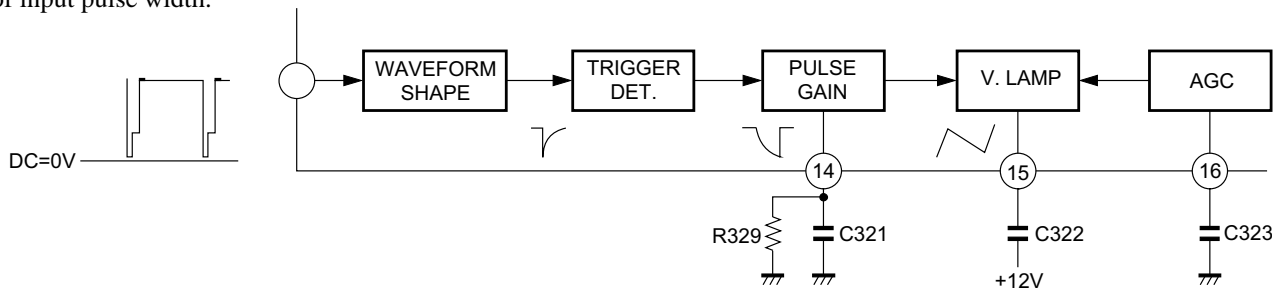 or input pulse width.
WAVEFORM
SHAPE
TRIGGER
DET.
PULSE
GAIN
V. LAMP
AGC
DC=0V
14
15
16
R329
C321
C322
C323
+12V